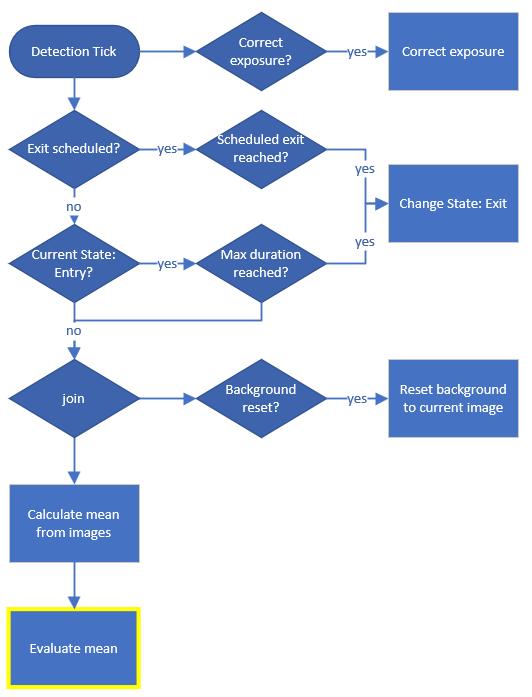 Detection Tick
Correct
exposure?
yes
Correct exposure
Exit scheduled?
yes
Scheduled exit
reached?
yes
Change State: Exit
no
Current State:
Entry?
yes
Max duration
reached?
yes
no
join
Background
reset?
yes
Reset background
to current image
Calculate mean
from images
Evaluate mean